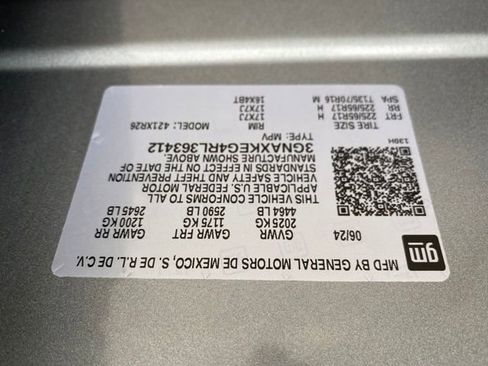 gm
MFD BY GENERAL MOTORS DE MEXICO, S. DE R.L. DE C.V.
06/24 GVWR GAWR FRT GAWR RR
2025 KG 1175 KG 1200 KG
4464 LB 2590 LB 2645 LB
THIS VEHICLE CONFORMS TO ALL
APPLICABLE U.S. FEDERAL MOTOR
VEHICLE SAFETY AND THEFT PREVENTION
STANDARDS IN EFFECT ON THE DATE OF
MANUFACTURE SHOWN ABOVE.
3GNAXKEG4RL363412
TYPE: MPV
139H MODEL: 421XR26
TIRE SIZE RIM
FRT 225/65R17 H 17X7J
RR 225/65R17 H 17X7J
SPA T135/70R16 M 16X4BT